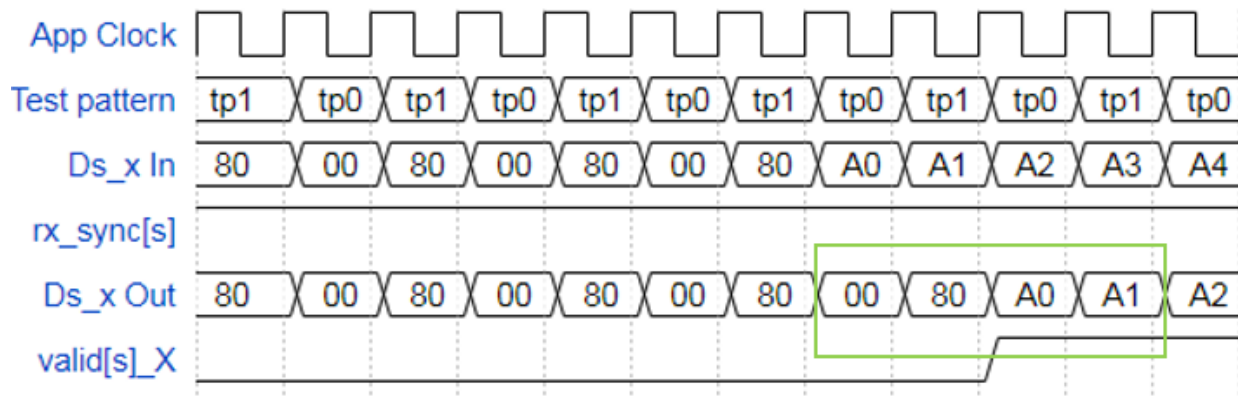 App Clock
Test pattern tp1 tp0 tp1 tp0 tp1 tp0 tp1 tp0 tp1 tp0 tp1 tp0
Ds_x In 80 00 80 00 80 00 80 A0 A1 A2 A3 A4
rx_sync[s]
Ds_x Out 80 00 80 00 80 00 80 00 80 A0 A1 A2
valid[s]_X